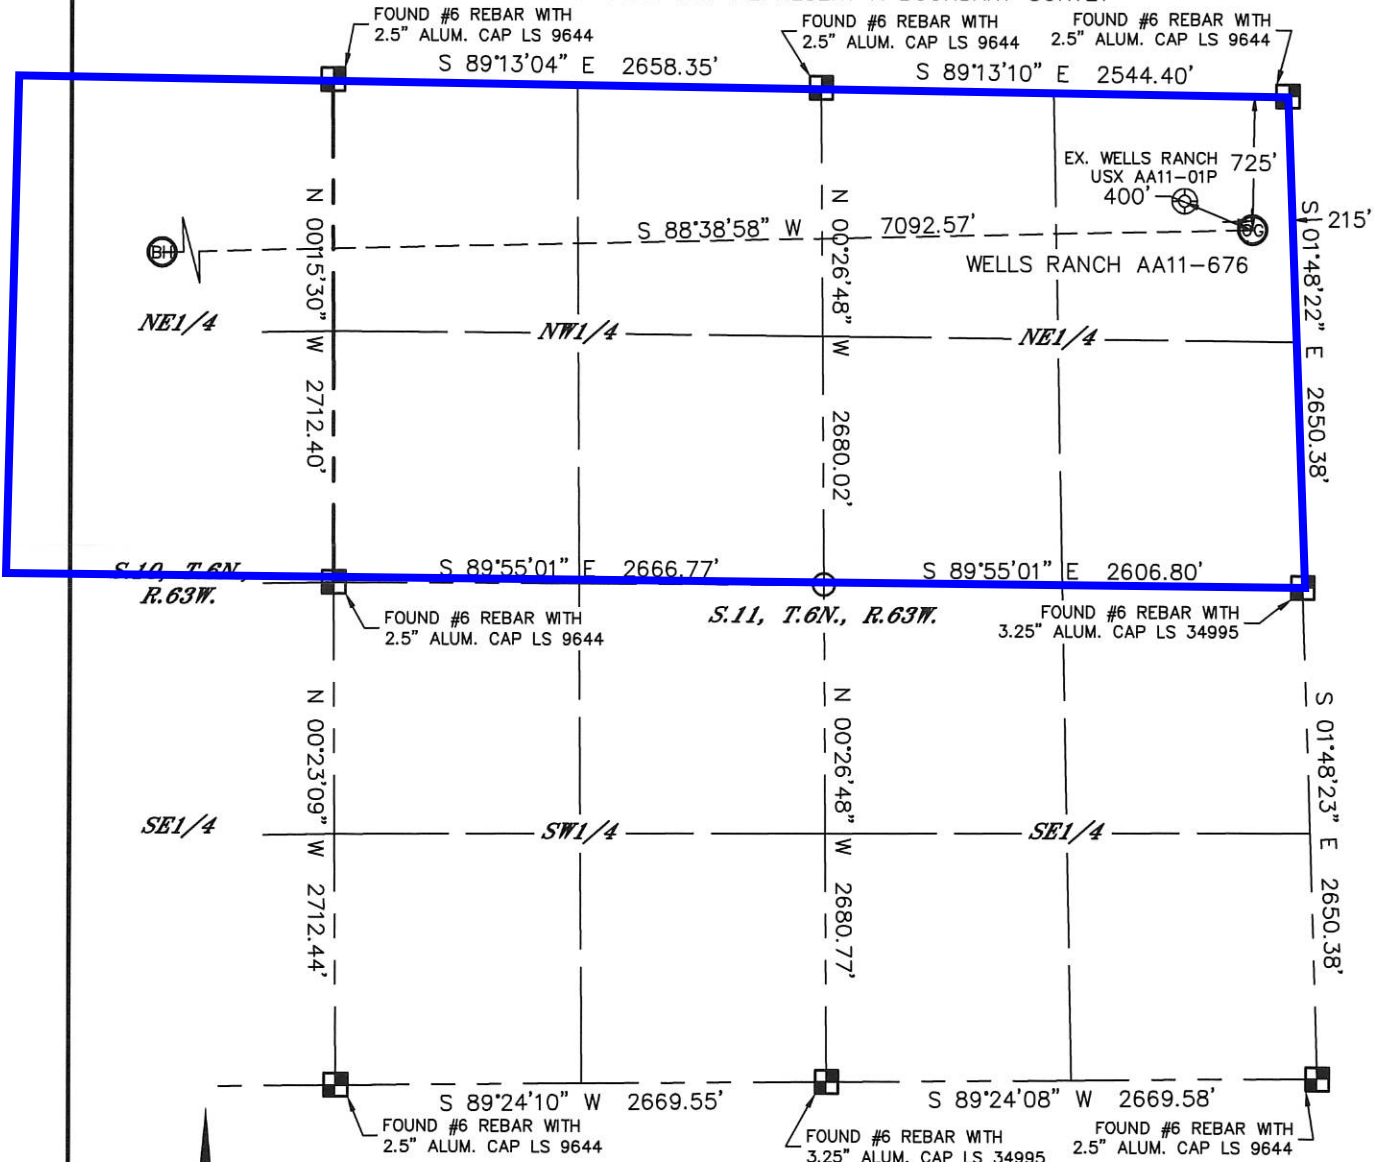 FOUND #6 REBAR WITH
2.5" ALUM. CAP LS 9644
FOUND #6 REBAR WITH
2.5" ALUM. CAP LS 9644
FOUND #6 REBAR WITH
2.5" ALUM. CAP LS 9644
S 89°13'04" E 2658.35'
S 89°13'10" E 2544.40'
EX. WELLS RANCH
USX AA11-01P
400'
725'
215'
BH
S 88°38'58" W 7092.57'
WELLS RANCH AA11-676
N 00°15'30" W 2712.40'
N 00°26'48" W 2680.02'
S 01°48'22" E 2650.38'
NE1/4
NW1/4
NE1/4
S.10, T.6N.,
R.63W.
S 89°55'01" E 2666.77'
S 89°55'01" E 2606.80'
FOUND #6 REBAR WITH
2.5" ALUM. CAP LS 9644
S.11, T.6N., R.63W.
FOUND #6 REBAR WITH
3.25" ALUM. CAP LS 34995
N 00°23'09" W 2712.44'
N 00°26'48" W 2680.77'
S 01°48'23" E 2650.38'
SE1/4
SW1/4
SE1/4
S 89°24'10" W 2669.55'
S 89°24'08" W 2669.58'
FOUND #6 REBAR WITH
2.5" ALUM. CAP LS 9644
FOUND #6 REBAR WITH
3.25" ALUM. CAP LS 34995
FOUND #6 REBAR WITH
2.5" ALUM. CAP LS 9644